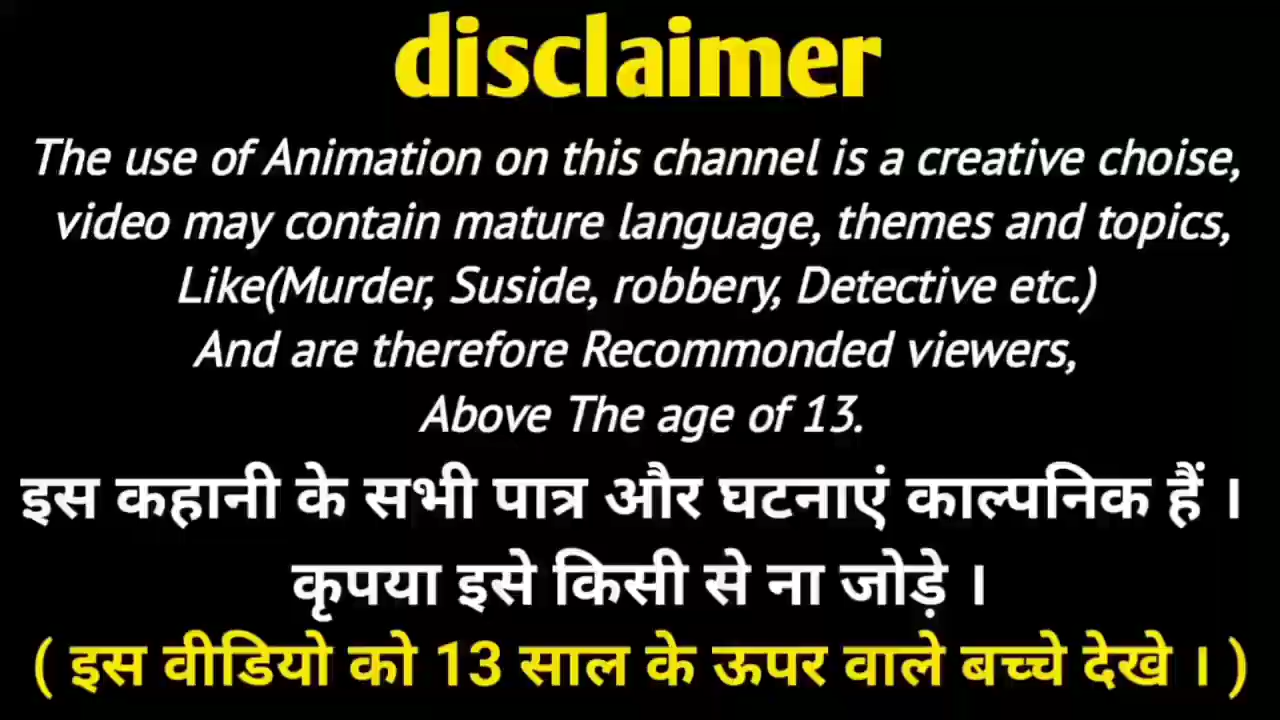 disclaimer
The use of Animation on this channel is a creative choise,
video may contain mature language, themes and topics,
Like(Murder, Suside, robbery, Detective etc.)
And are therefore Recommonded viewers,
Above The age of 13.
इस कहानी के सभी पात्र और घटनाएं काल्पनिक हैं ।
कृपया इसे किसी से ना जोड़े ।
( इस वीडियो को 13 साल के ऊपर वाले बच्चे देखे । )